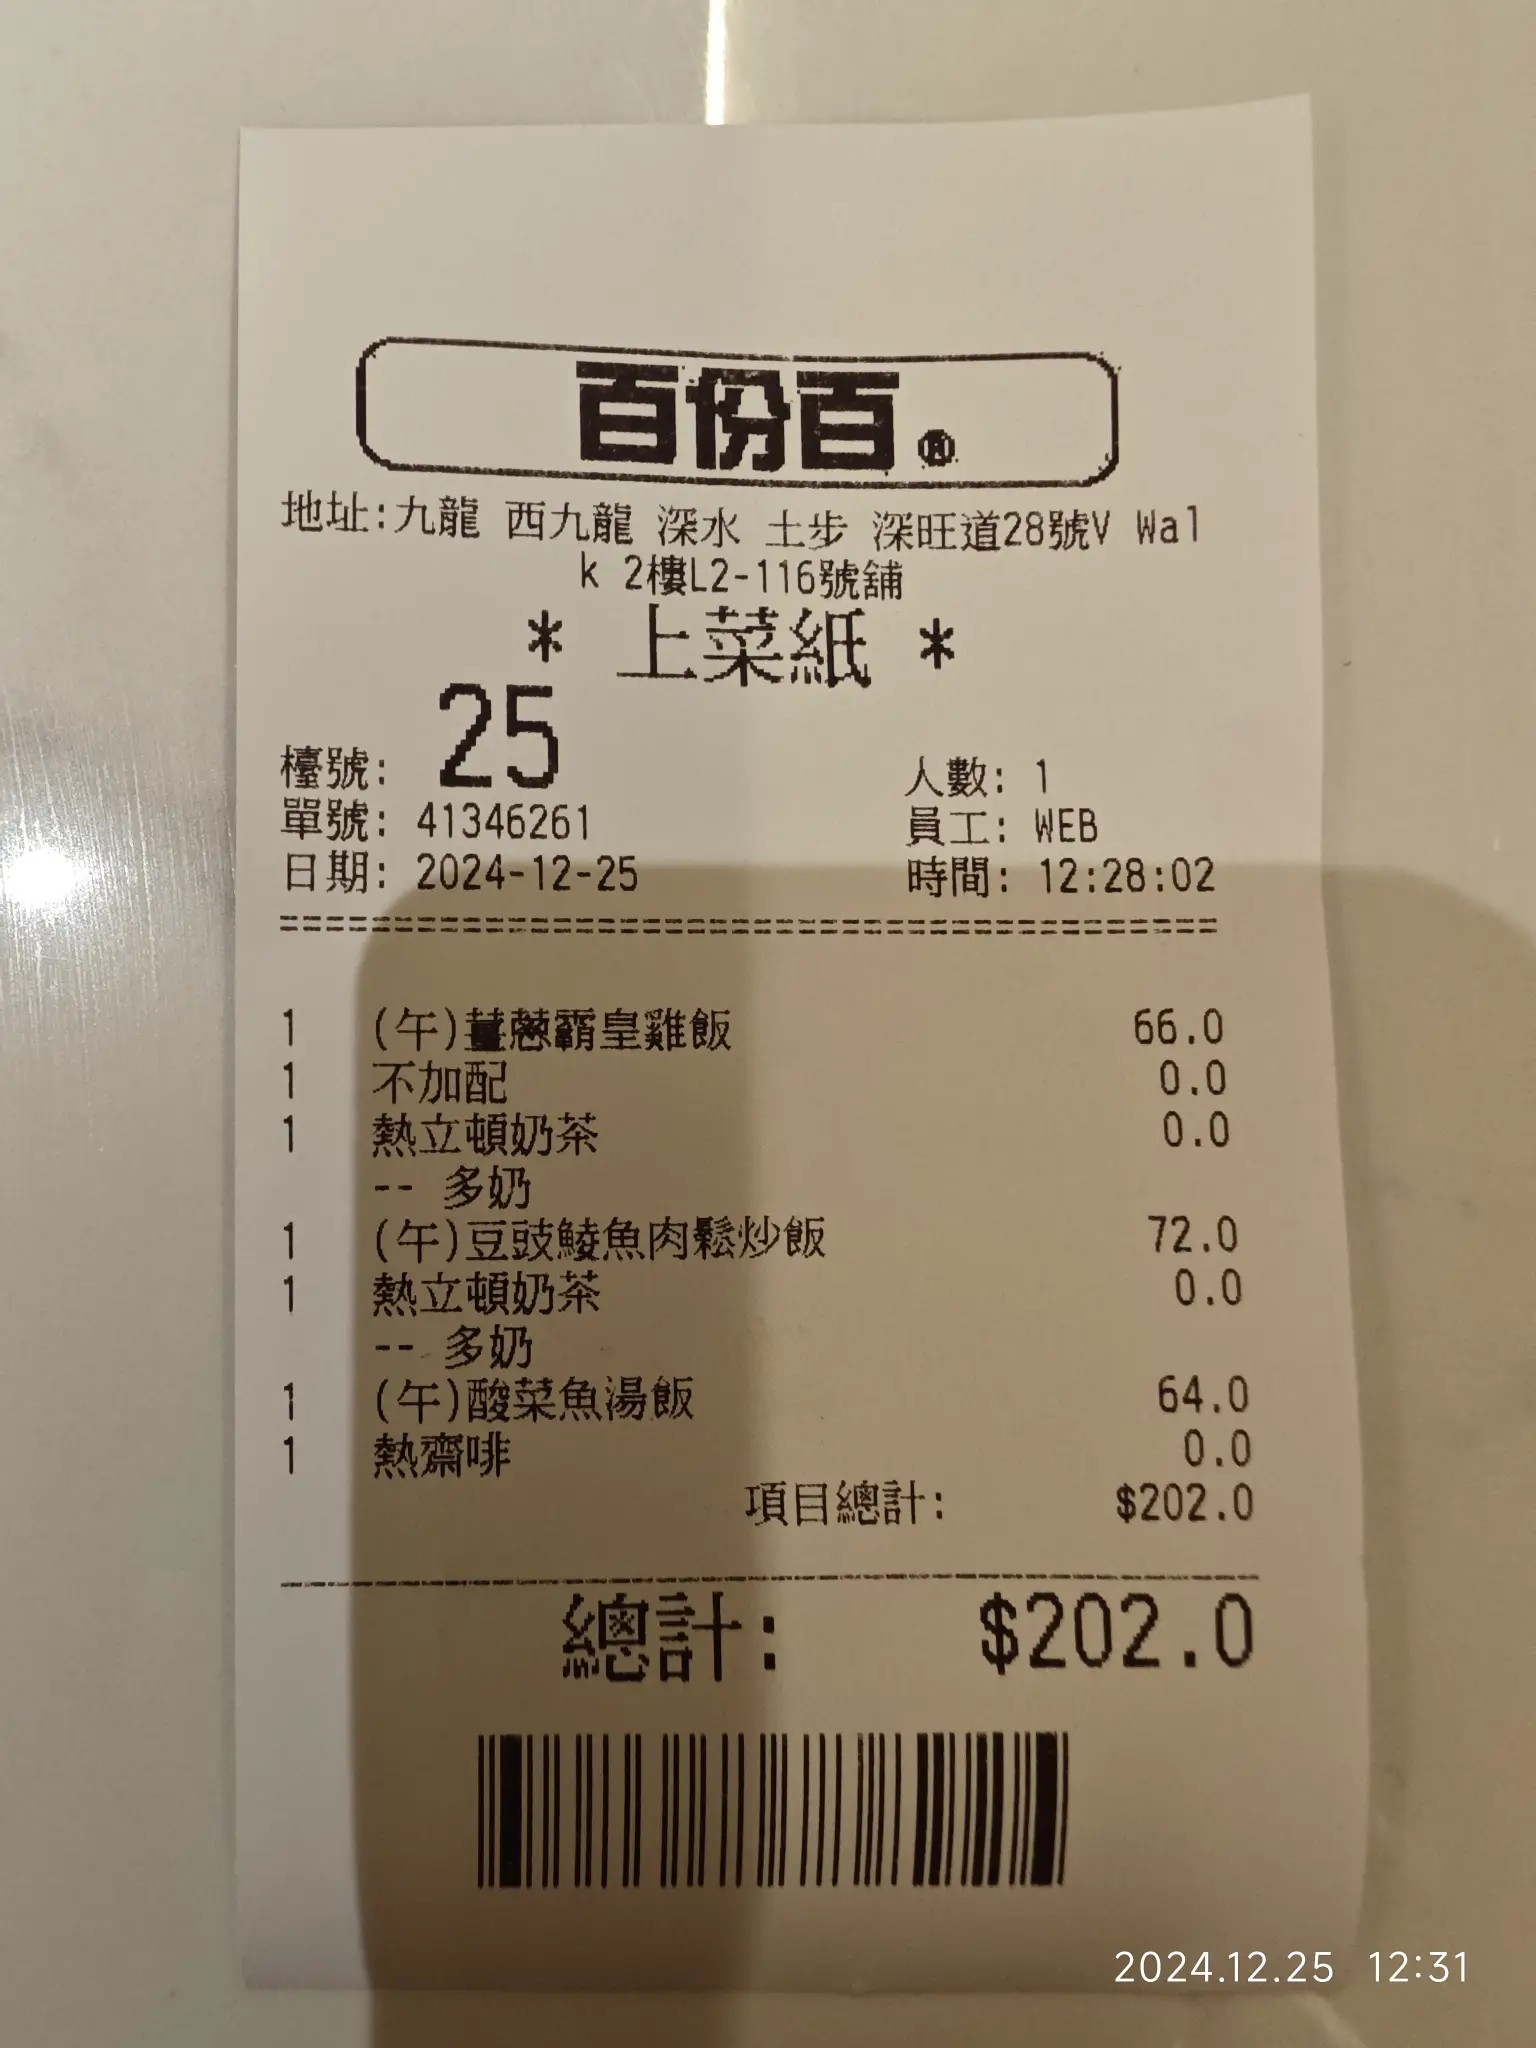 百份百®
地址:九龍 西九龍 深水 土步 深旺道28號V Wal
k 2樓L2-116號舖
* 上菜紙 *
檯號: 25 人數: 1
單號: 41346261 員工: WEB
日期: 2024-12-25 時間: 12:28:02
=========================================
1 (午)薑蔥霸皇雞飯 66.0
1 不加配 0.0
1 熱立頓奶茶 0.0
-- 多奶
1 (午)豆豉鯪魚肉鬆炒飯 72.0
1 熱立頓奶茶 0.0
-- 多奶
1 (午)酸菜魚湯飯 64.0
1 熱齋啡 0.0
項目總計: $202.0
總計: $202.0
2024.12.25 12:31